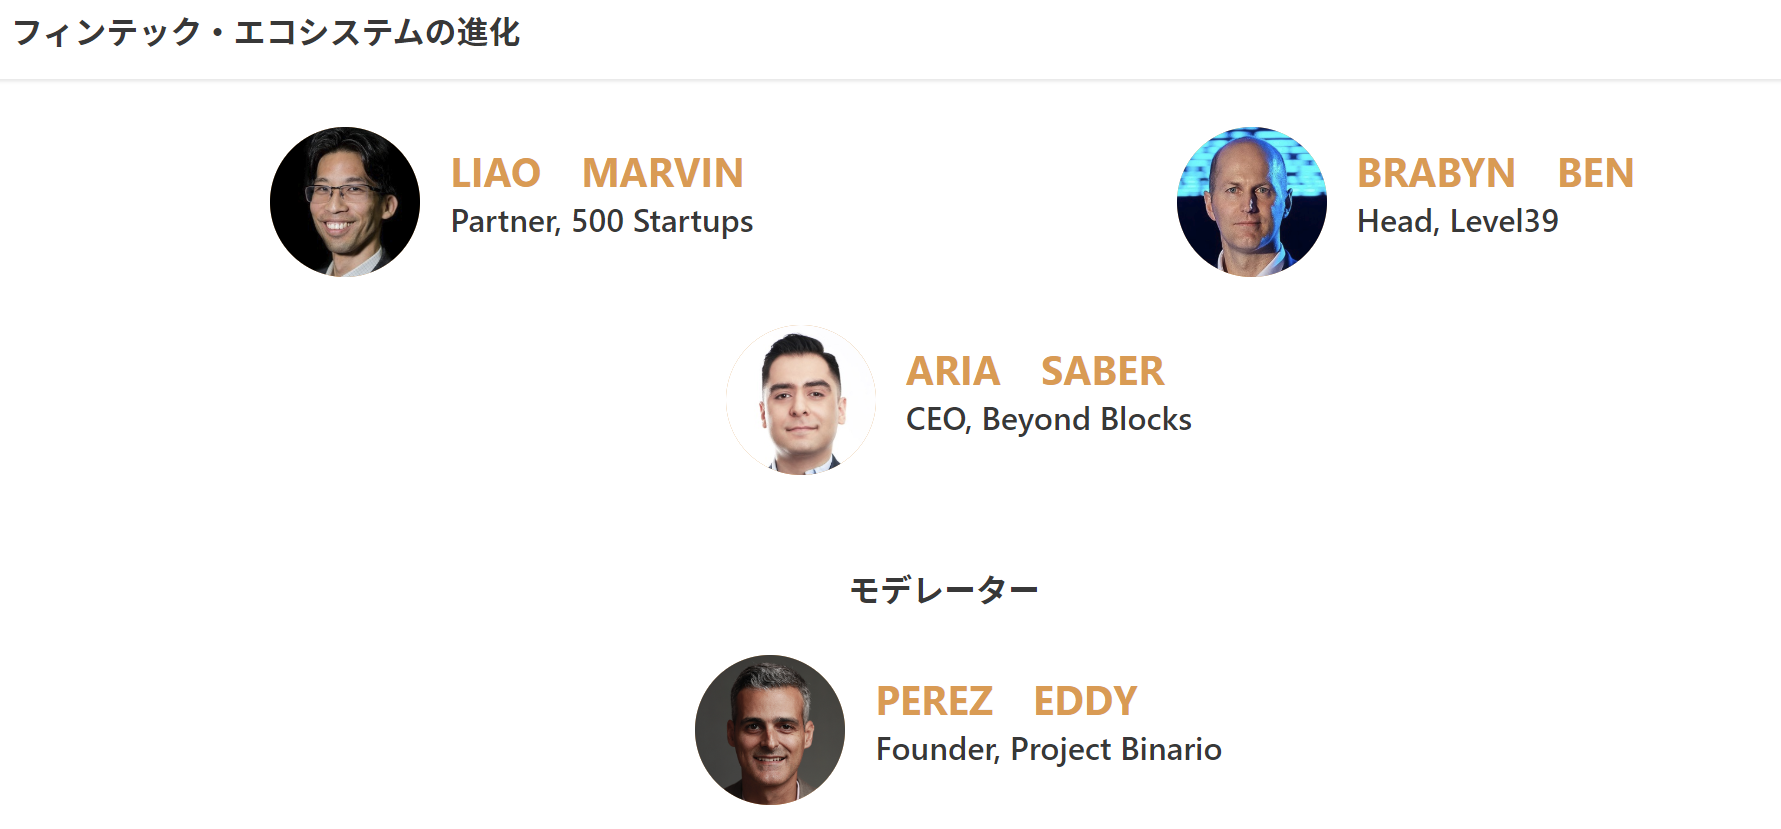 フィンテック・エコシステムの進化
LIAO　MARVIN
Partner, 500 Startups
BRABYN　BEN
Head, Level39
ARIA　SABER
CEO, Beyond Blocks
モデレーター
PEREZ　EDDY
Founder, Project Binario